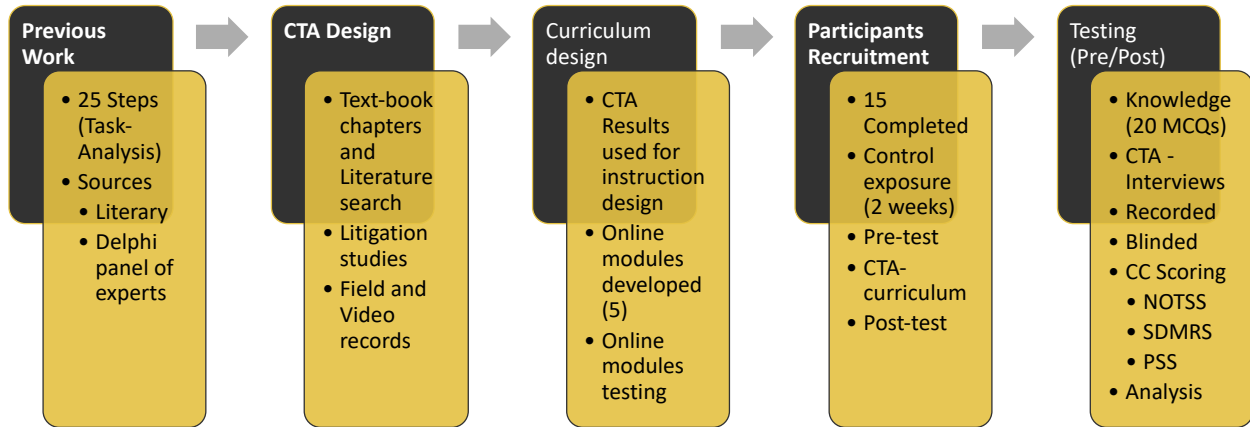 Previous
Work
• 25 Steps
(Task-
Analysis)
• Sources
• Literary
• Delphi
panel of
experts
CTA Design
• Text-book
chapters
and
Literature
search
• Litigation
studies
• Field and
Video
records
Curriculum
design
• CTA
Results
used for
instruction
design
• Online
modules
developed
(5)
• Online
modules
testing
Participants
Recruitment
• 15
Completed
• Control
exposure
(2 weeks)
• Pre-test
• CTA-
curriculum
• Post-test
Testing
(Pre/Post)
• Knowledge
(20 MCQs)
• CTA -
Interviews
• Recorded
• Blinded
• CC Scoring
• NOTSS
• SDMRS
• PSS
• Analysis